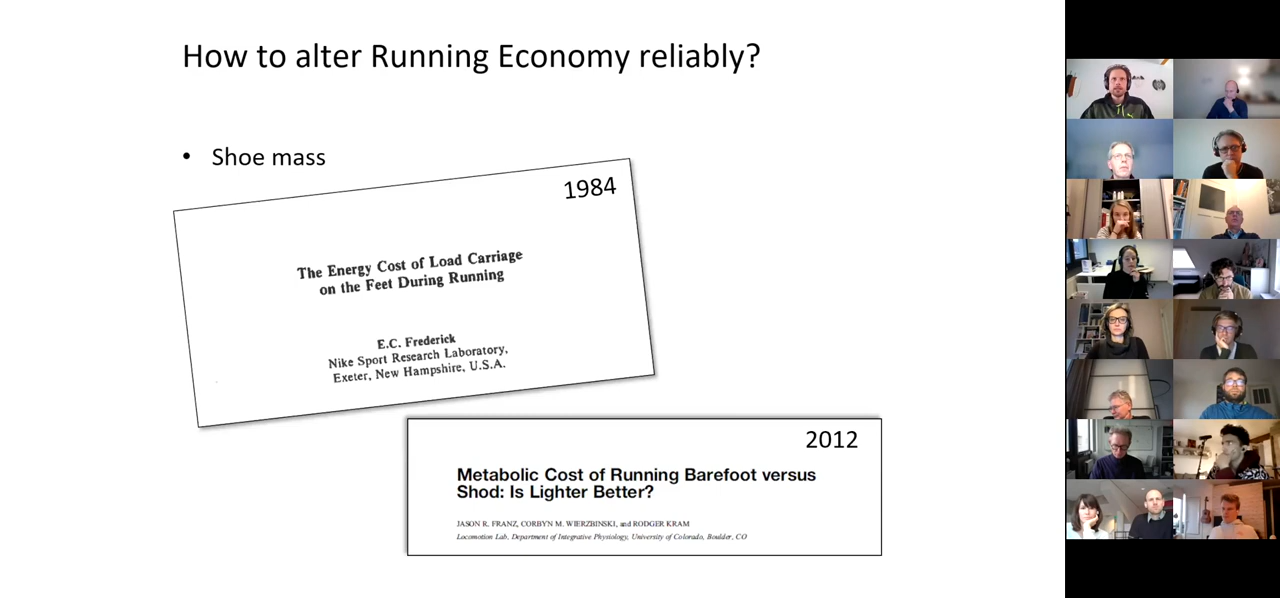 How to alter Running Economy reliably?
• Shoe mass
1984
The Energy Cost of Load Carriage
on the Feet During Running
E.C. Frederick
Nike Sport Research Laboratory,
Exeter, New Hampshire, U.S.A.
2012
Metabolic Cost of Running Barefoot versus
Shod: Is Lighter Better?
JASON R. FRANZ, CORBYN M. WIERZBINSKI, and RODGER KRAM
Locomotion Lab, Department of Integrative Physiology, University of Colorado, Boulder, CO